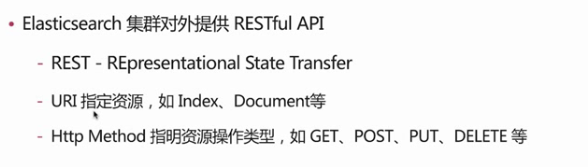 • Elasticsearch 集群对外提供 RESTful API
- REST - REpresentational State Transfer
- URI 指定资源，如 Index、Document等
- Http Method 指明资源操作类型，如 GET、POST、PUT、DELETE 等